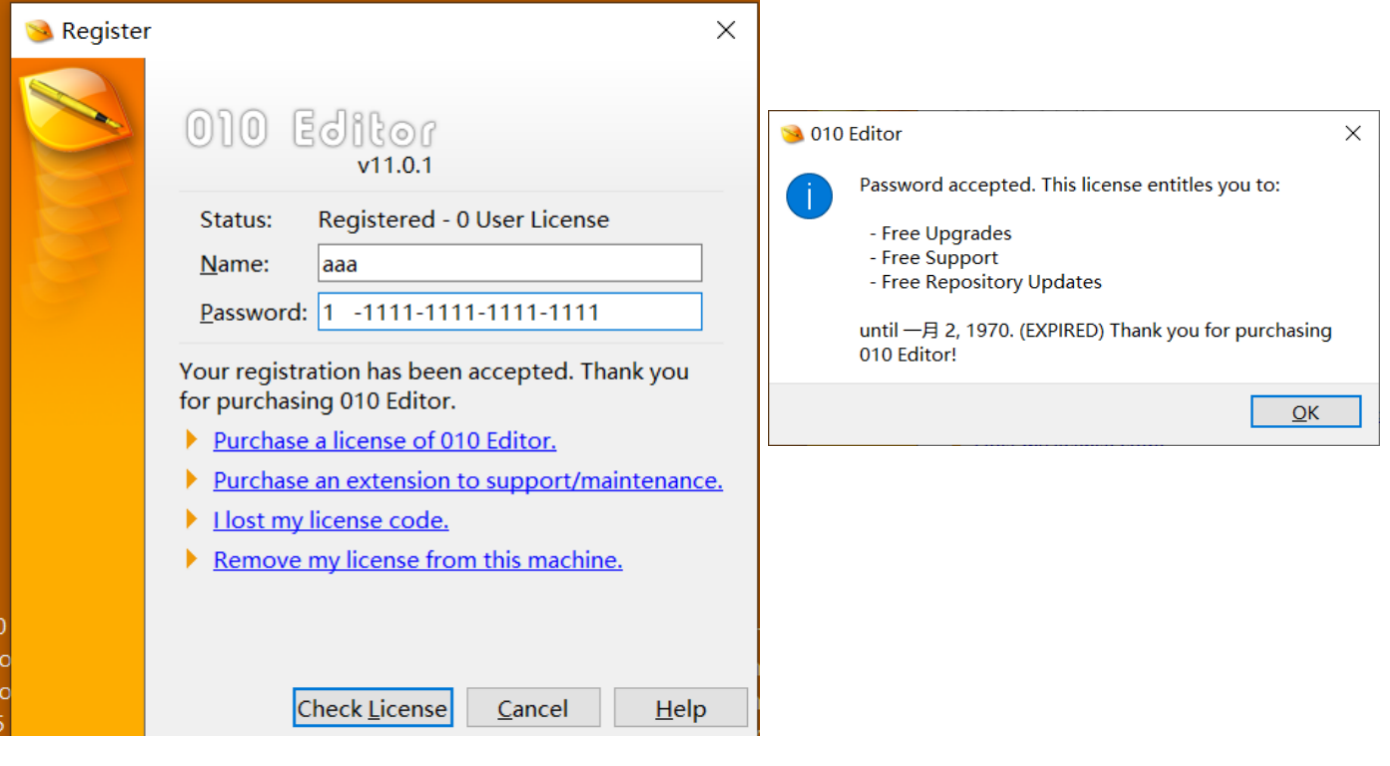 Register
010 Editor
v11.0.1
Status: Registered - 0 User License
Name: aaa
Password: 1 -1111-1111-1111-1111
Your registration has been accepted. Thank you
for purchasing 010 Editor.
Purchase a license of 010 Editor.
Purchase an extension to support/maintenance.
I lost my license code.
Remove my license from this machine.
Check License Cancel Help
010 Editor
Password accepted. This license entitles you to:
- Free Upgrades
- Free Support
- Free Repository Updates
until 一月 2, 1970. (EXPIRED) Thank you for purchasing
010 Editor!
OK